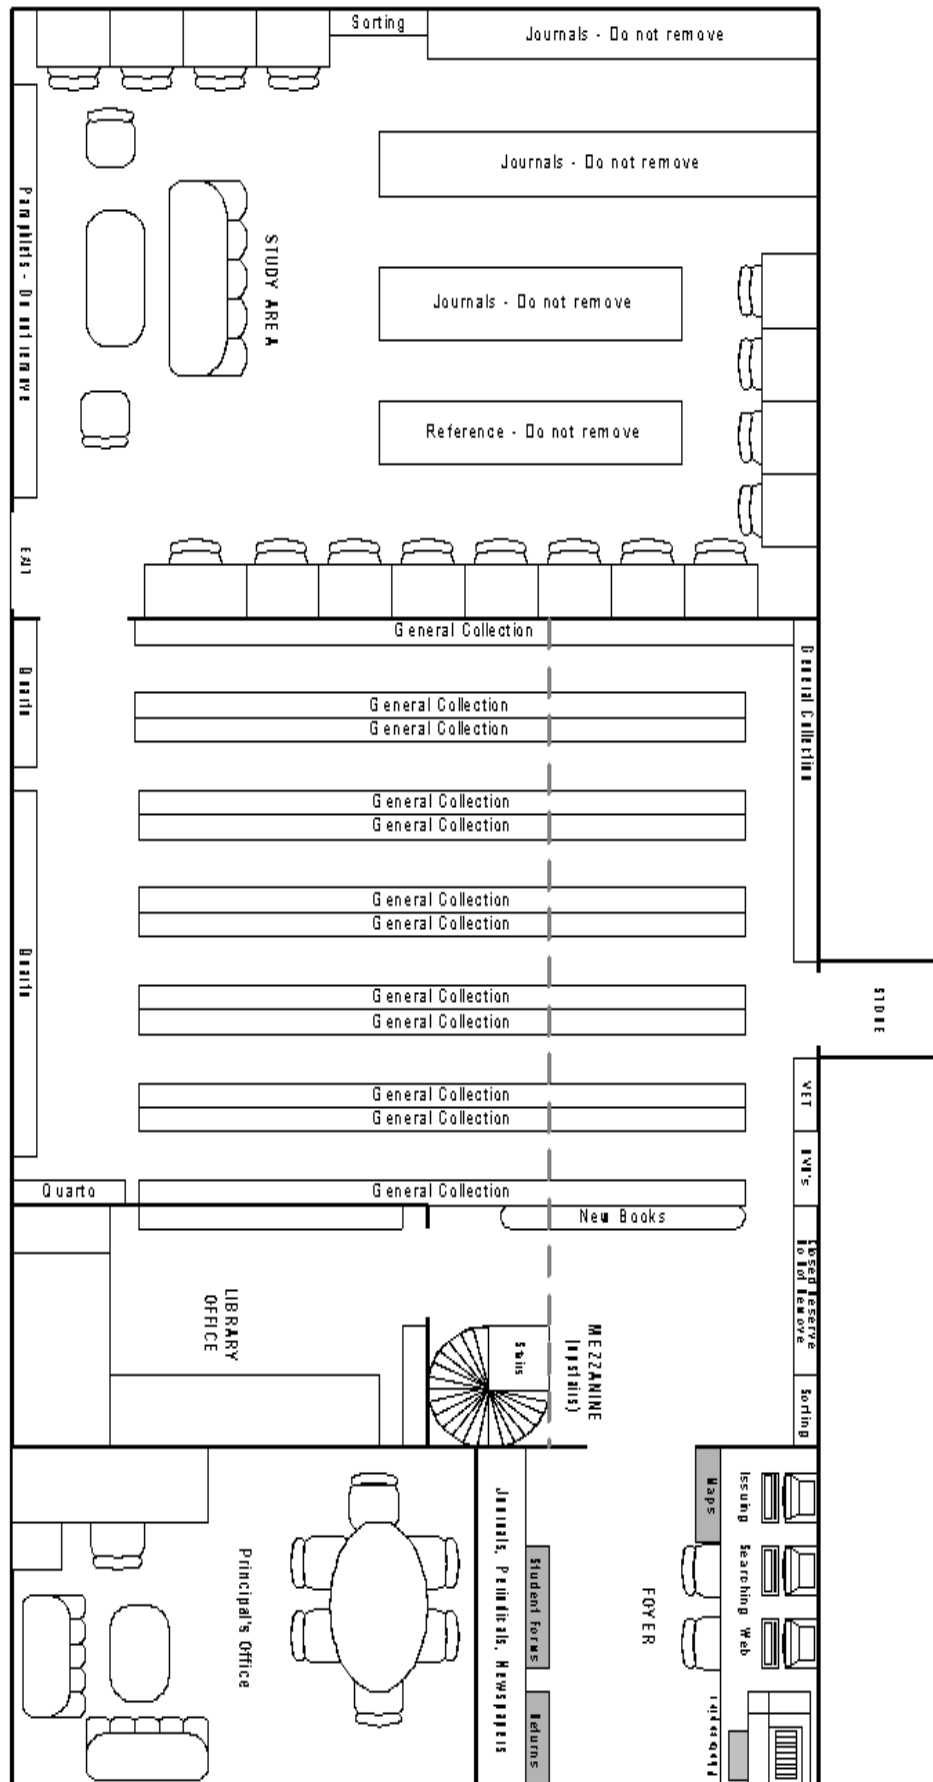 Sorting
Journals - Do not remove
Journals - Do not remove
Pamphlets - Do not remove
STUDY AREA
Journals - Do not remove
Reference - Do not remove
EXIT
General Collection
General Collection
Quarto
General Collection
General Collection
General Collection
General Collection
General Collection
General Collection
Quarto
General Collection
General Collection
STORE
General Collection
General Collection
VET
Quarto
General Collection
New Books
Closed Reserve
Do Not Remove
LIBRARY
OFFICE
Stairs
MEZZANINE
(upstairs)
Sorting
Maps
Issuing
Searching
Web
Journals, Periodicals, Newspapers
Student Forms
FOYER
Principal's Office
Returns